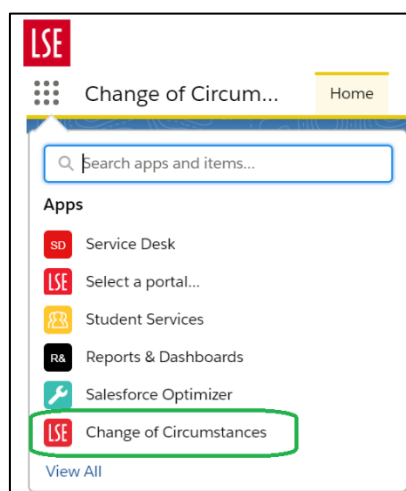 LSE
Change of Circum... Home
Search apps and items...
Apps
SD Service Desk
LSE Select a portal...
Student Services
R& Reports & Dashboards
Salesforce Optimizer
LSE Change of Circumstances
View All